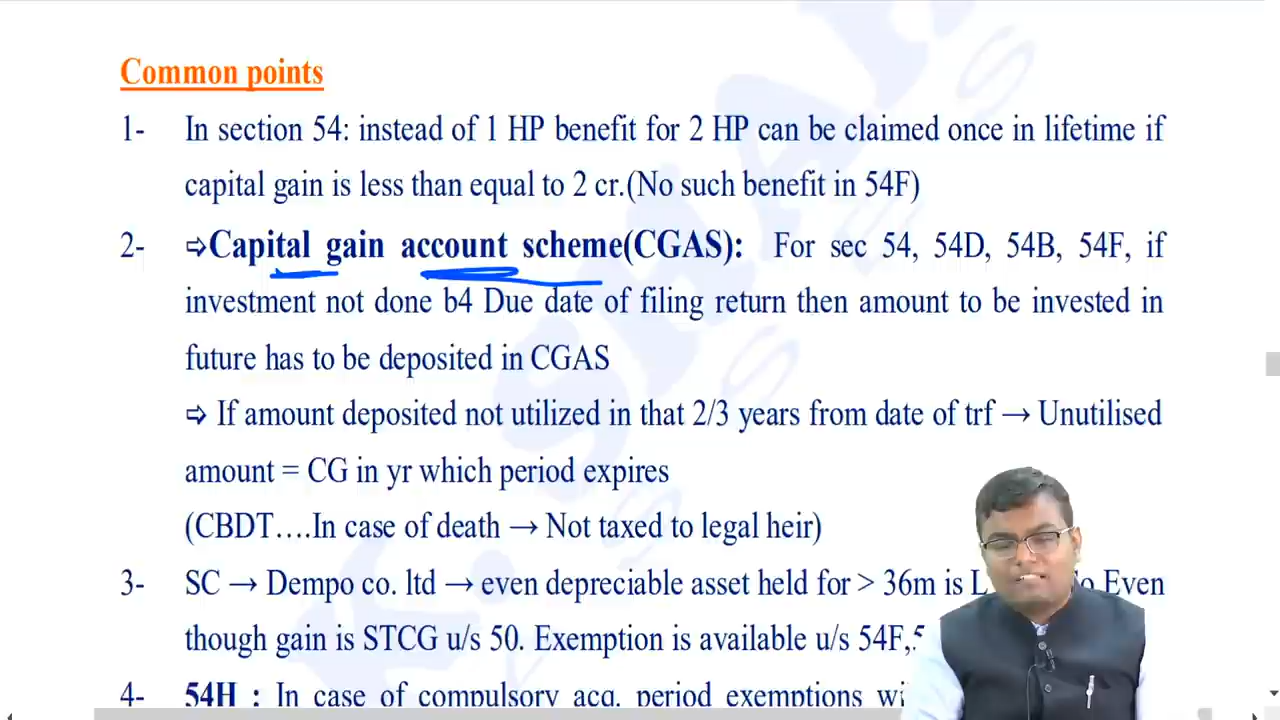 Common points
1- In section 54: instead of 1 HP benefit for 2 HP can be claimed once in lifetime if
capital gain is less than equal to 2 cr.(No such benefit in 54F)
2- ⇨Capital gain account scheme(CGAS): For sec 54, 54D, 54B, 54F, if
investment not done b4 Due date of filing return then amount to be invested in
future has to be deposited in CGAS
⇨ If amount deposited not utilized in that 2/3 years from date of trf → Unutilised
amount = CG in yr which period expires
(CBDT….In case of death → Not taxed to legal heir)
3- SC → Dempo co. ltd → even depreciable asset held for > 36m is Even
though gain is STCG u/s 50. Exemption is available u/s 54F,
4- 54H : In case of compulsory acq. period exemptions